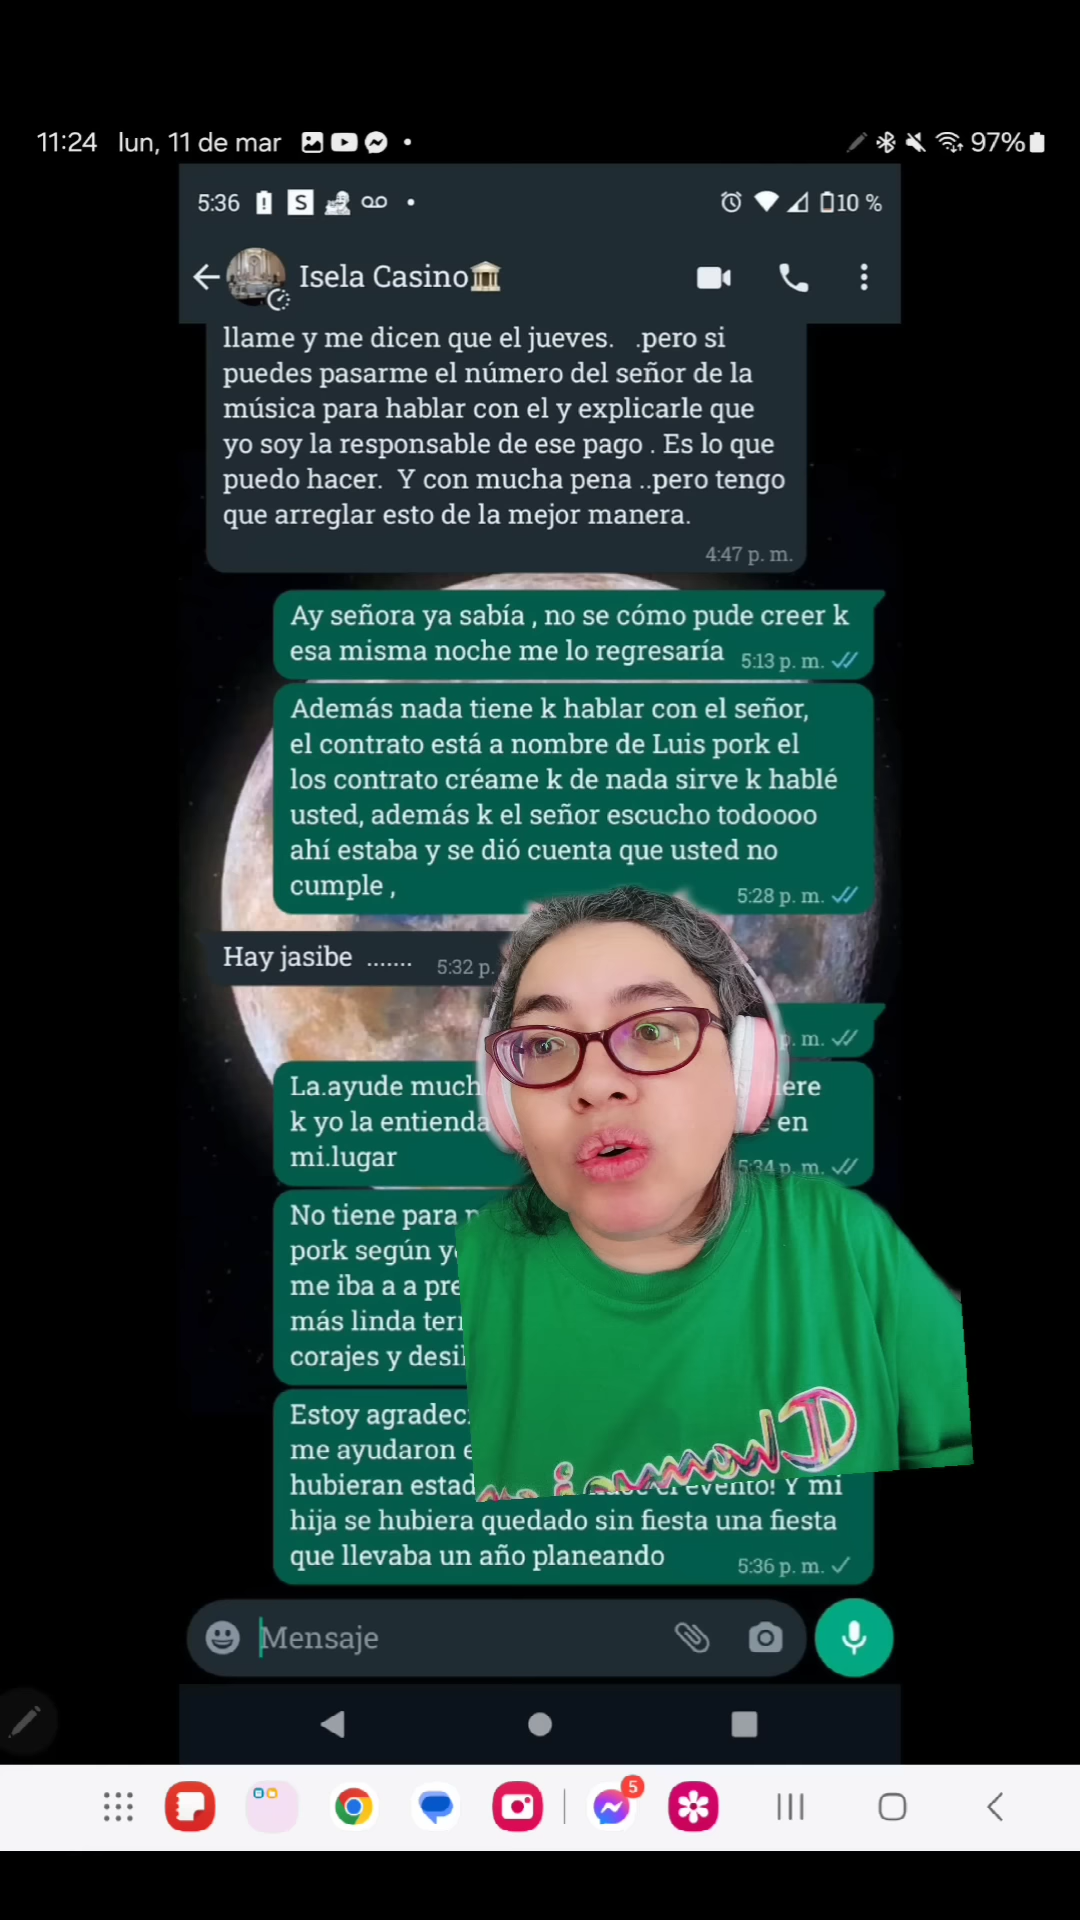 11:24 lun, 11 de mar 97%
5:36 S 10 %
Isela Casino
llame y me dicen que el jueves. .pero si
puedes pasarme el número del señor de la
música para hablar con el y explicarle que
yo soy la responsable de ese pago . Es lo que
puedo hacer. Y con mucha pena ..pero tengo
que arreglar esto de la mejor manera.
4:47 p. m.
Ay señora ya sabía , no se cómo pude creer k
esa misma noche me lo regresaría 5:13 p. m.
Además nada tiene k hablar con el señor,
el contrato está a nombre de Luis pork el
los contrato créame k de nada sirve k hablé
usted, además k el señor escucho todoooo
ahí estaba y se dió cuenta que usted no
cumple , 5:28 p. m.
Hay jasibe ....... 5:32 p.
p. m.
La.ayude much
k yo la entienda en
mi.lugar 5:34 p. m.
No tiene para
pork según
me iba a a
más linda
corajes y
Estoy
me ayudaron
hubieran evento! Y mi
hija se hubiera quedado sin fiesta una fiesta
que llevaba un año planeando 5:36 p. m.
Mensaje
5